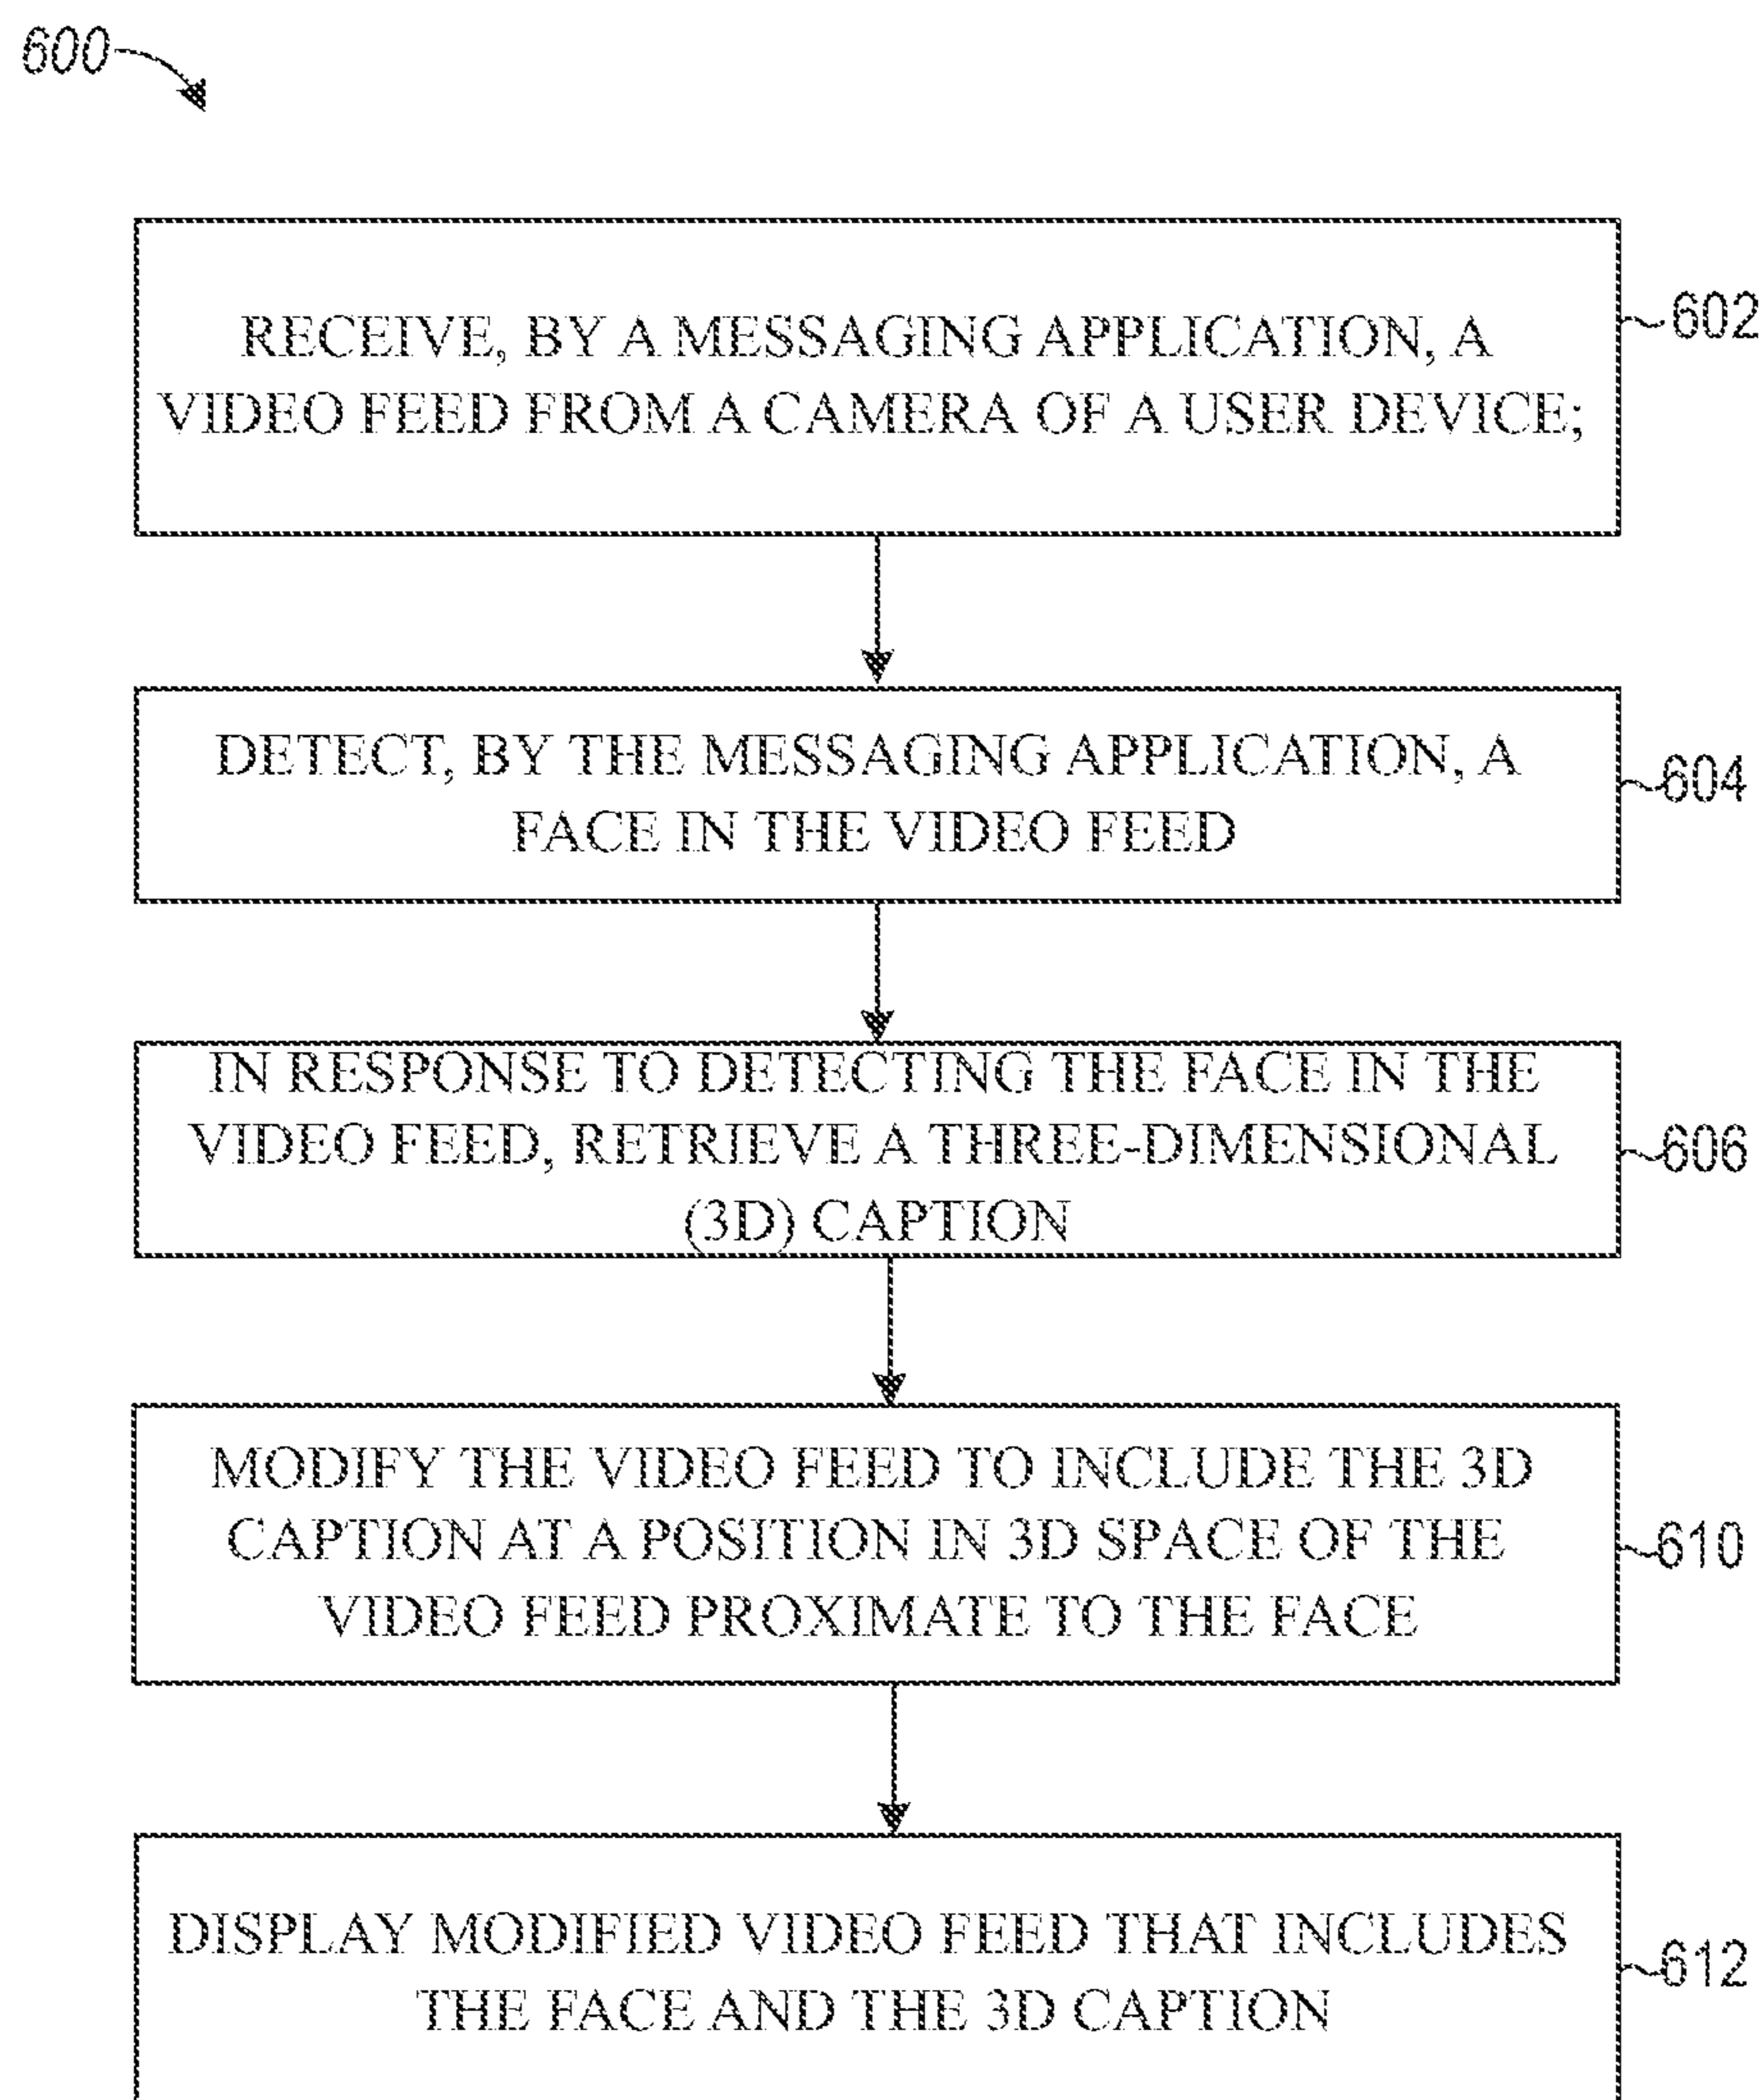 600
RECEIVE, BY A MESSAGING APPLICATION, A
VIDEO FEED FROM A CAMERA OF A USER DEVICE;
602
DETECT, BY THE MESSAGING APPLICATION, A
FACE IN THE VIDEO FEED
604
IN RESPONSE TO DETECTING THE FACE IN THE
VIDEO FEED, RETRIEVE A THREE-DIMENSIONAL
(3D) CAPTION
606
MODIFY THE VIDEO FEED TO INCLUDE THE 3D
CAPTION AT A POSITION IN 3D SPACE OF THE
VIDEO FEED PROXIMATE TO THE FACE
610
DISPLAY MODIFIED VIDEO FEED THAT INCLUDES
THE FACE AND THE 3D CAPTION
612